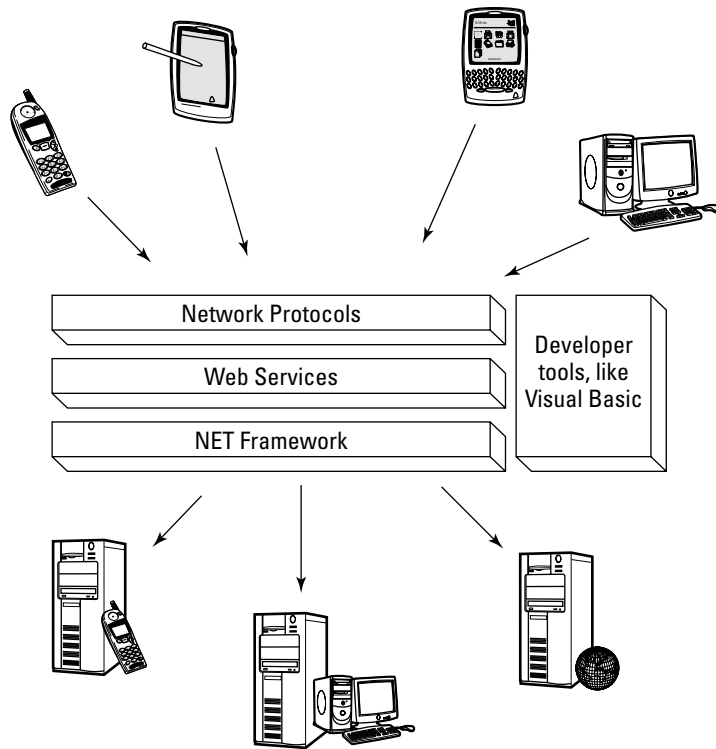 Network Protocols
Web Services
NET Framework
Developer
tools, like
Visual Basic